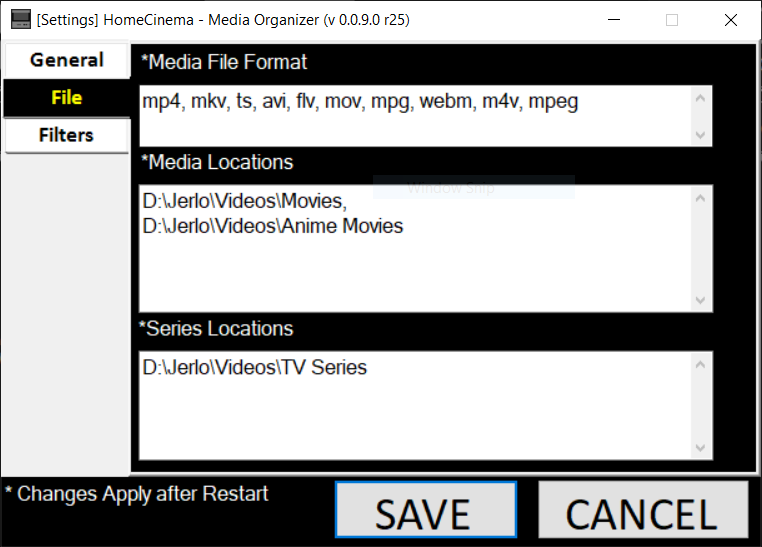 [Settings] HomeCinema - Media Organizer (v 0.0.9.0 r25)
General
File
Filters
*Media File Format
mp4, mkv, ts, avi, flv, mov, mpg, webm, m4v, mpeg
*Media Locations
Window Snip
D:\Jerlo\Videos\Movies,
D:\Jerlo\Videos\Anime Movies
*Series Locations
D:\Jerlo\Videos\TV Series
* Changes Apply after Restart
SAVE
CANCEL